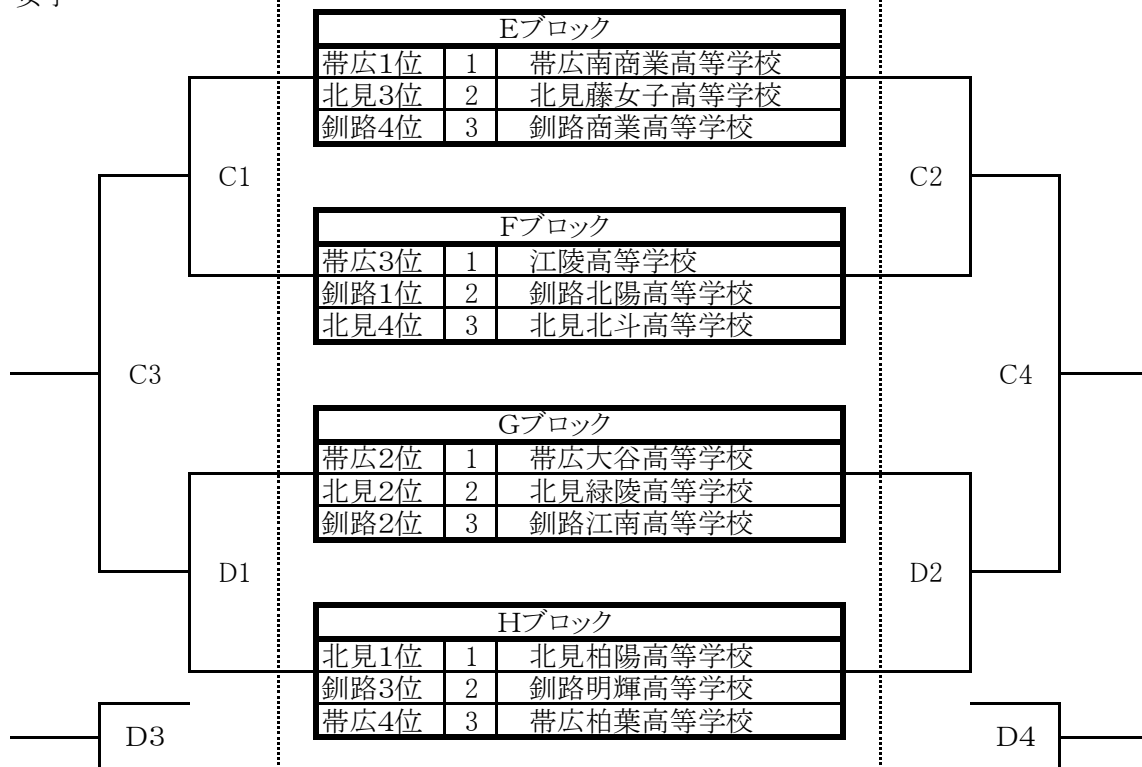 Eブロック
帯広1位 1 帯広南商業高等学校
北見3位 2 北見藤女子高等学校
釧路4位 3 釧路商業高等学校
C1 C2
Fブロック
帯広3位 1 江陵高等学校
釧路1位 2 釧路北陽高等学校
北見4位 3 北見北斗高等学校
C3 C4
Gブロック
帯広2位 1 帯広大谷高等学校
北見2位 2 北見緑陵高等学校
釧路2位 3 釧路江南高等学校
D1 D2
Hブロック
北見1位 1 北見柏陽高等学校
釧路3位 2 釧路明輝高等学校
帯広4位 3 帯広柏葉高等学校
D3 D4